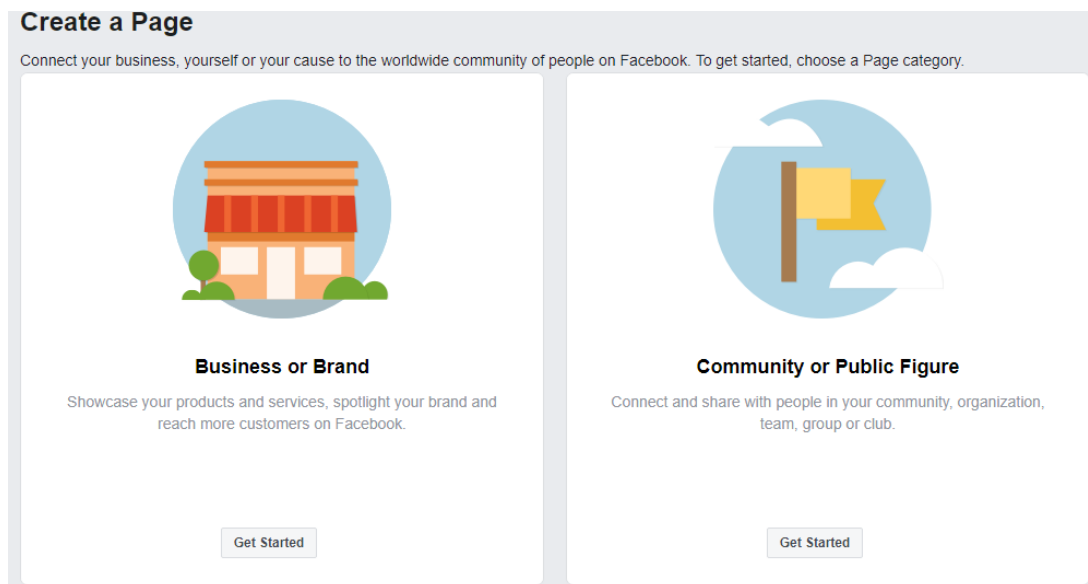 Create a Page
Connect your business, yourself or your cause to the worldwide community of people on Facebook. To get started, choose a Page category.
Business or Brand
Showcase your products and services, spotlight your brand and
reach more customers on Facebook.
Get Started
Community or Public Figure
Connect and share with people in your community, organization,
team, group or club.
Get Started